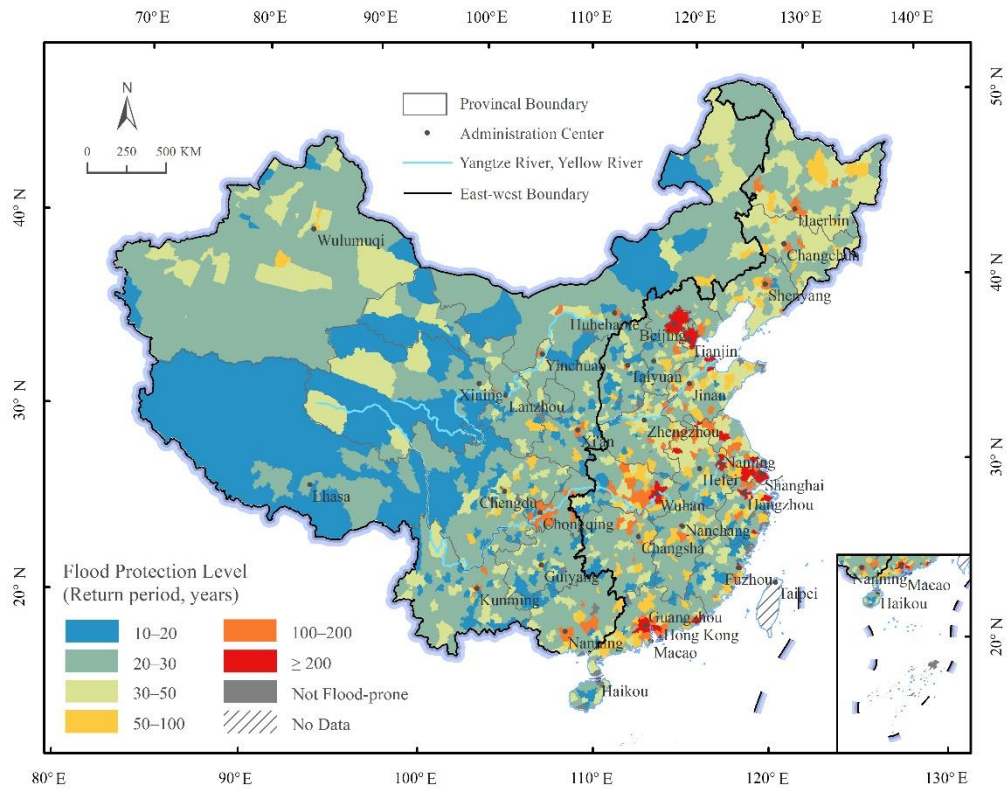 70° E 80° E 90° E 100° E 110° E 120° E 130° E 140° E
N
0 250 500 KM
Provincal Boundary
Administration Center
Yangtze River, Yellow River
East-west Boundary
50° N
40° N
40° N
30° N
30° N
20° N
20° N
Wulumuqi
Haerbin
Changchun
Shenyang
Huhehaote
Beijing
Tianjin
Yinchuan
Taiyuan
Xining
Jinan
Lanzhou
Zhengzhou
Xi'an
Nanjing
Hefei
Shanghai
Lhasa
Chengdu
Wuhan
Hangzhou
Chongqing
Nanchang
Changsha
Guiyang
Fuzhou
Kunming
Taipei
Guangzhou
Nanning
Hong Kong
Macao
Haikou
Nanning
Macao
Haikou
Flood Protection Level
(Return period, years)
10–20 100–200
20–30 ≥ 200
30–50 Not Flood-prone
50–100 No Data
80° E 90° E 100° E 110° E 120° E 130° E